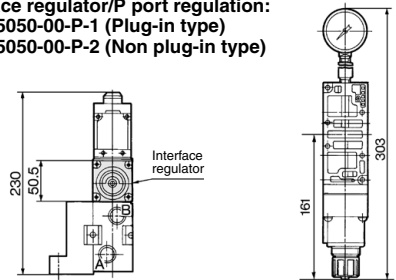 ce regulator/P port regulation:
5050-00-P-1 (Plug-in type)
5050-00-P-2 (Non plug-in type)
Interface
regulator
230
50.5
B
A
161
303